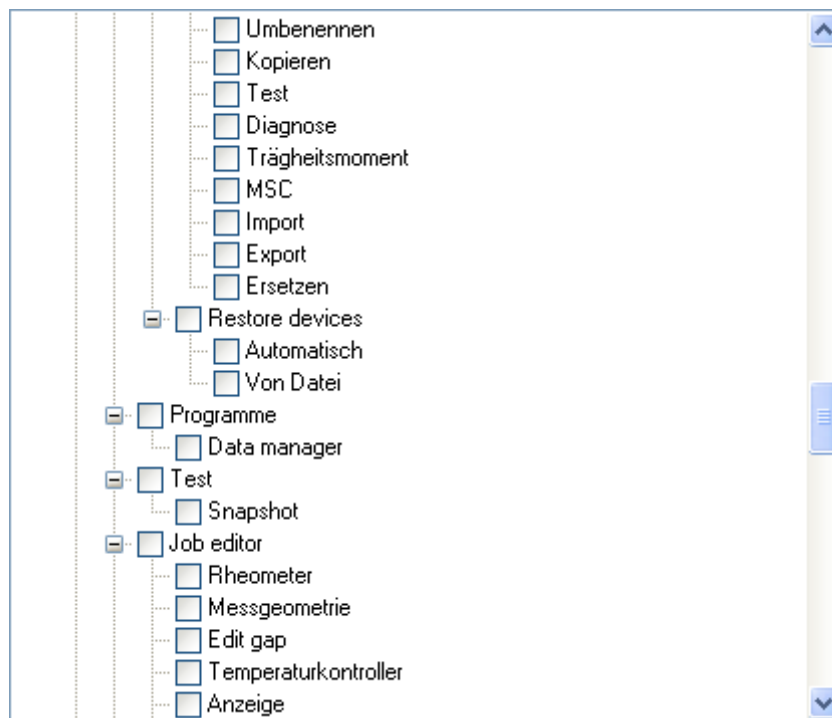 Umbenennen
Kopieren
Test
Diagnose
Trägheitsmoment
MSC
Import
Export
Ersetzen
Restore devices
Automatisch
Von Datei
Programme
Data manager
Test
Snapshot
Job editor
Rheometer
Messgeometrie
Edit gap
Temperaturkontroller
Anzeige